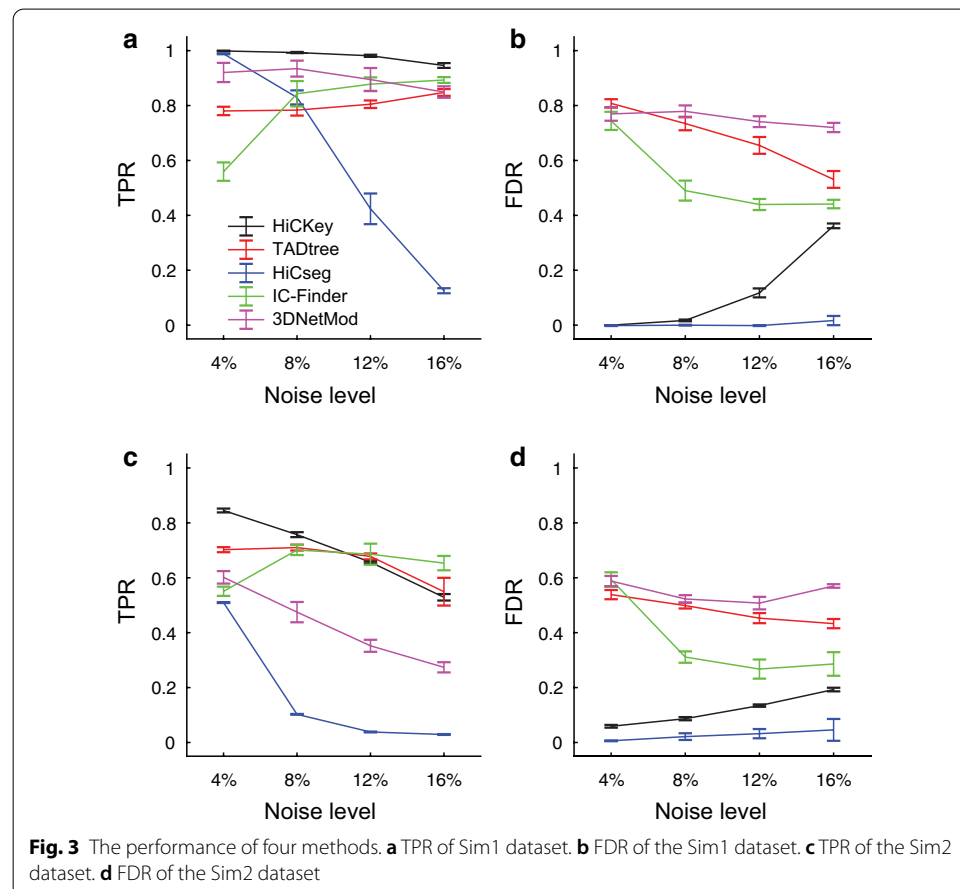 a
b
1
0.8
0.6
0.4
0.2
0
TPR
HiCKey
TADtree
HiCseg
IC-Finder
3DNetMod
4% 8% 12% 16%
Noise level
1
0.8
0.6
0.4
0.2
0
FDR
4% 8% 12% 16%
Noise level
c
d
1
0.8
0.6
0.4
0.2
0
TPR
4% 8% 12% 16%
Noise level
1
0.8
0.6
0.4
0.2
0
FDR
4% 8% 12% 16%
Noise level
Fig. 3 The performance of four methods. a TPR of Sim1 dataset. b FDR of the Sim1 dataset. c TPR of the Sim2
dataset. d FDR of the Sim2 dataset